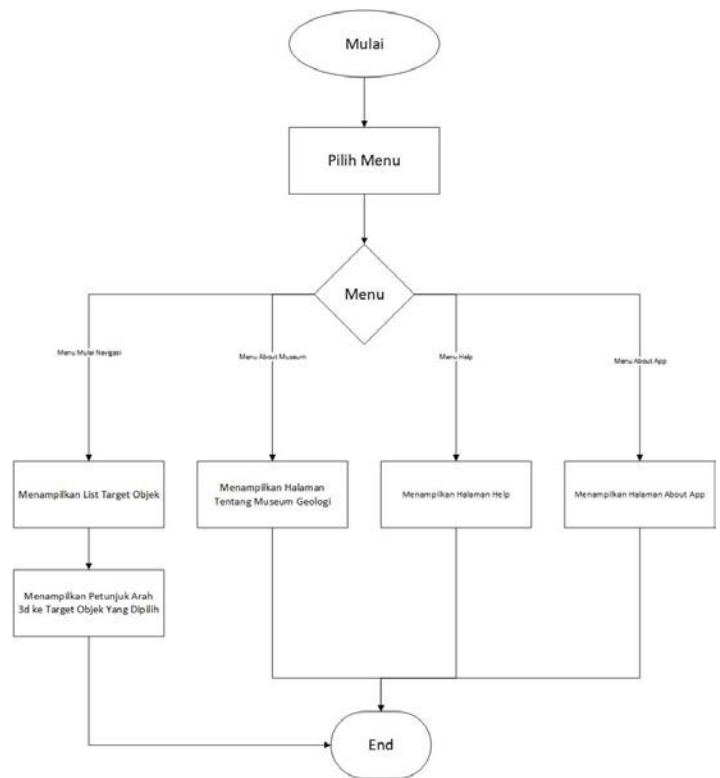 Mulai
Pilih Menu
Menu
Menu Mulai Navigasi
Menu About Museum
Menu Help
Menu About App
Menampilkan List Target Objek
Menampilkan Halaman
Tentang Museum Geologi
Menampilkan Halaman Help
Menampilkan Halaman About App
Menampilkan Petunjuk Arah
3d ke Target Objek Yang Dipilih
End